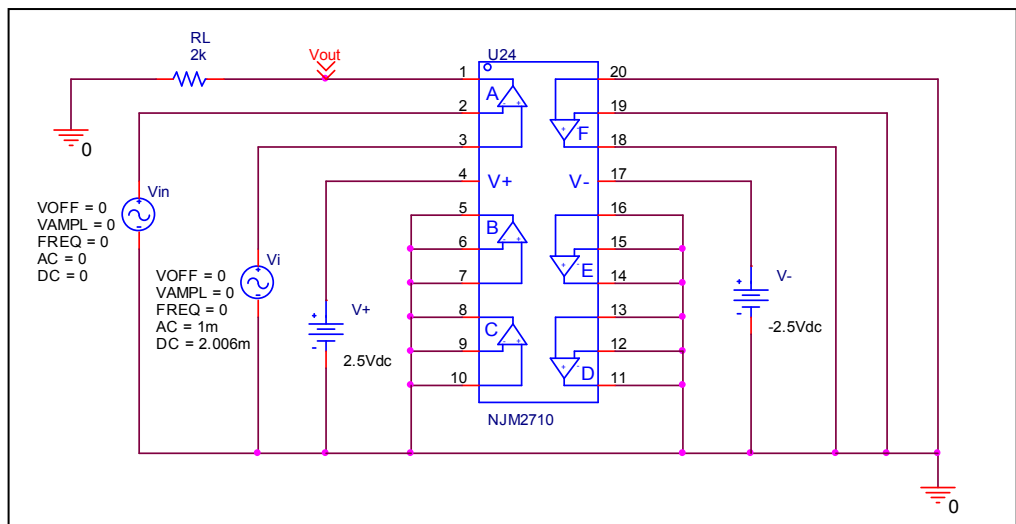 RL
2k
Vout
U24
1
20
A
2
19
F
3
18
4
V+
V-
17
5
16
B
6
15
E
7
14
8
13
C
9
12
D
10
11
NJM2710
0
Vin
VOFF = 0
VAMPL = 0
FREQ = 0
AC = 0
DC = 0
Vi
VOFF = 0
VAMPL = 0
FREQ = 0
AC = 1m
DC = 2.006m
V+
2.5Vdc
V-
-2.5Vdc
0